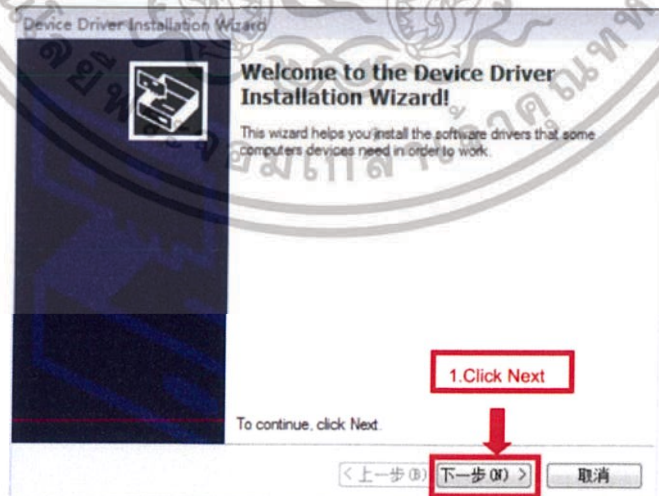 Device Driver Installation Wizard
Welcome to the Device Driver
Installation Wizard!
This wizard helps you install the software drivers that some
computers devices need in order to work.
1.Click Next
To continue, click Next.
< 上一步(B) 下一步(N) > 取消